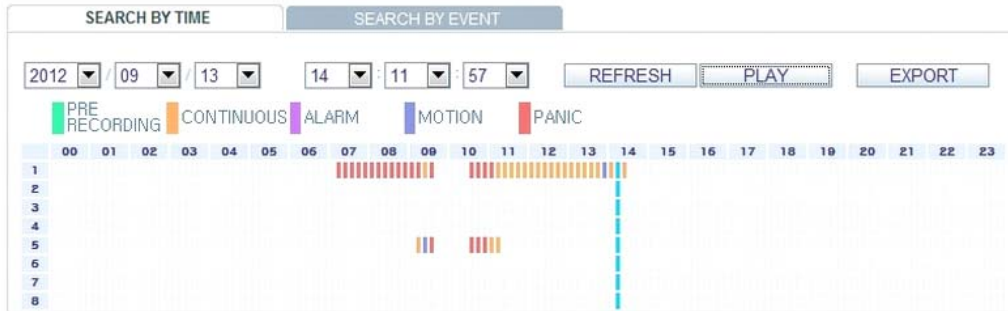 SEARCH BY TIME SEARCH BY EVENT
2012 / 09 / 13 14 : 11 : 57 REFRESH PLAY EXPORT
PRE RECORDING CONTINUOUS ALARM MOTION PANIC
00 01 02 03 04 05 06 07 08 09 10 11 12 13 14 15 16 17 18 19 20 21 22 23
1
2
3
4
5
6
7
8